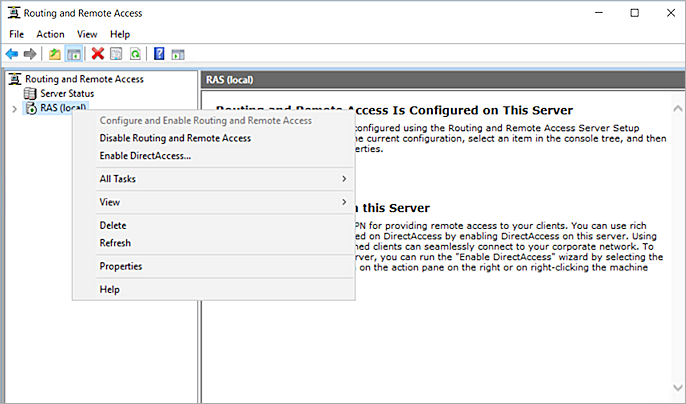 Routing and Remote Access
File Action View Help
Routing and Remote Access
Server Status
RAS (local)
Configure and Enable Routing and Remote Access
Disable Routing and Remote Access
Enable DirectAccess...
All Tasks
View
Delete
Refresh
Properties
Help
RAS (local)
Routing and Remote Access Is Configured on This Server
configured using the Routing and Remote Access Server Setup
e current configuration, select an item in the console tree, and then
erties.
this Server
PN for providing remote access to your clients. You can use rich
ed on DirectAccess by enabling DirectAccess on this server. Using
ned clients can seamlessly connect to your corporate network. To
erver, you can run the "Enable DirectAccess" wizard by selecting the
on the action pane on the right or on right-clicking the machine